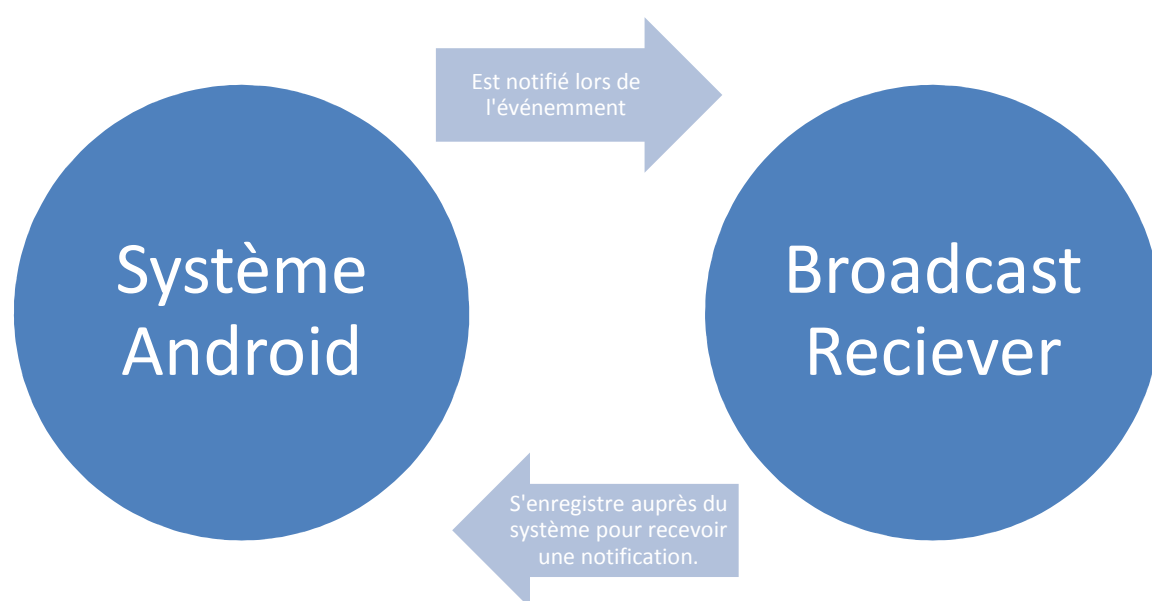 Est notifié lors de
l'événemment
Système
Android
Broadcast
Reciever
S'enregistre auprès du
système pour recevoir
une notification.